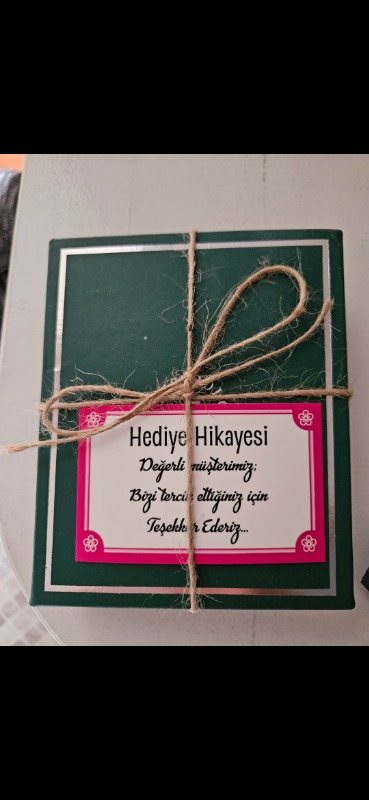 Hediye Hikayesi
Değerli müşterimiz;
Bizi tercih ettiğiniz için
Teşekkür Ederiz...